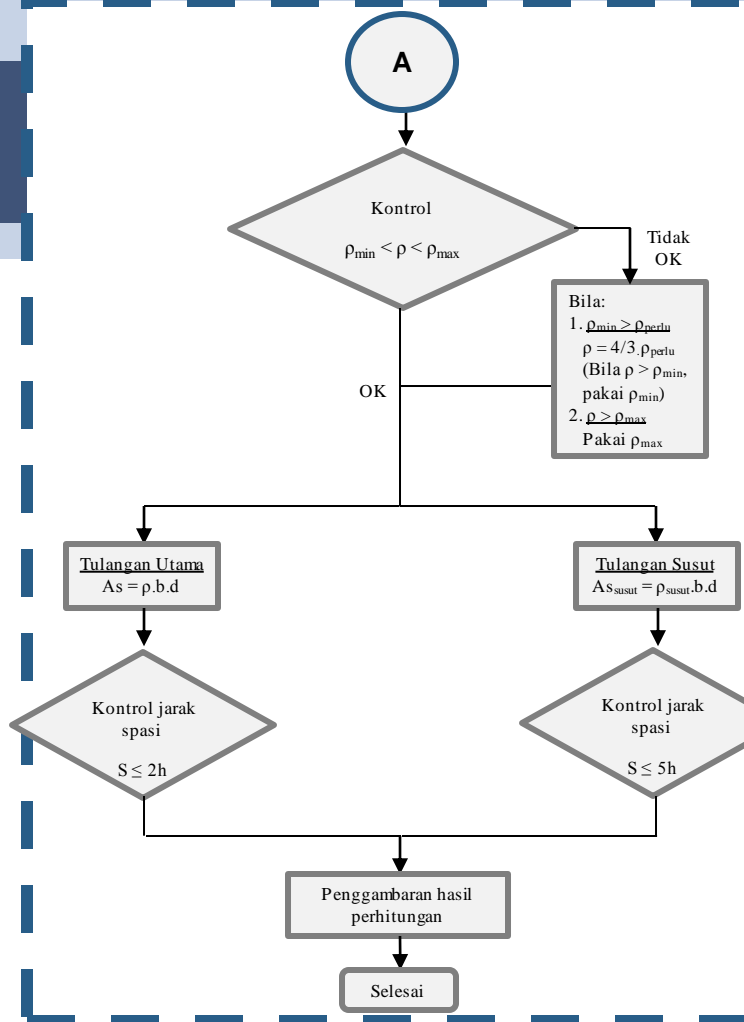 A
Kontrol
ρmin < ρ < ρmax
Tidak
OK
Bila:
1. ρmin > ρperlu
ρ = 4/3.ρperlu
(Bila ρ > ρmin,
pakai ρmin)
2. ρ > ρmax
Pakai ρmax
OK
Tulangan Utama
As = ρ.b.d
Tulangan Susut
Assusut = ρsusut.b.d
Kontrol jarak
spasi
S ≤ 2h
Kontrol jarak
spasi
S ≤ 5h
Penggambaran hasil
perhitungan
Selesai